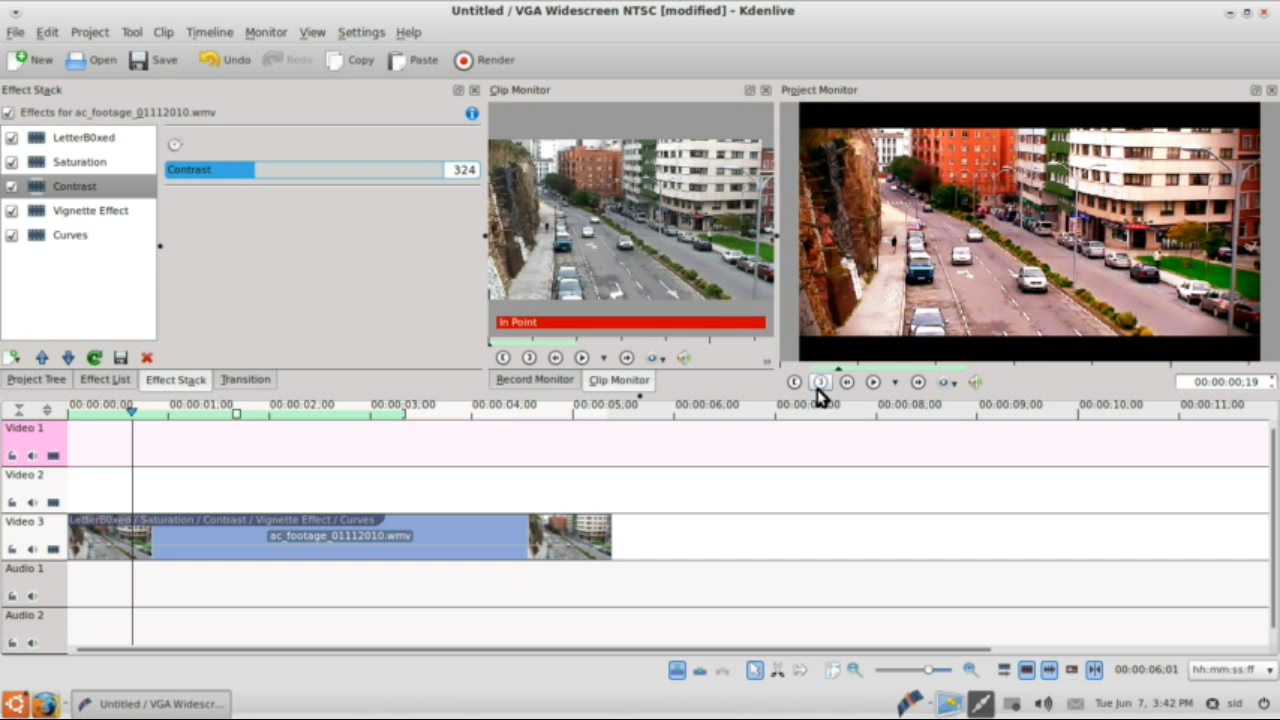 Untitled / VGA Widescreen NTSC [modified] – Kdenlive
File Edit Project Tool Clip Timeline Monitor View Settings Help
New Open Save Undo Redo Copy Paste Render
Effect Stack
Effects for ac_footage_01112010.wmv
LetterB0xed
Saturation
Contrast
Vignette Effect
Curves
Contrast 324
Project Tree Effect List Effect Stack Transition
Clip Monitor
In Point
Record Monitor Clip Monitor
Project Monitor
00:00:00;19
00:00:00;00 00:00:01;00 00:00:02;00 00:00:03;00 00:00:04;00 00:00:05;00 00:00:06;00 00:00:08;00 00:00:09;00 00:00:10;00 00:00:11;00
Video 1
Video 2
Video 3
LetterB0xed / Saturation / Contrast / Vignette Effect / Curves
ac_footage_01112010.wmv
Audio 1
Audio 2
00:00:06;01 hh:mm:ss:ff
Untitled / VGA Widescr... Tue Jun 7, 3:42 PM sid